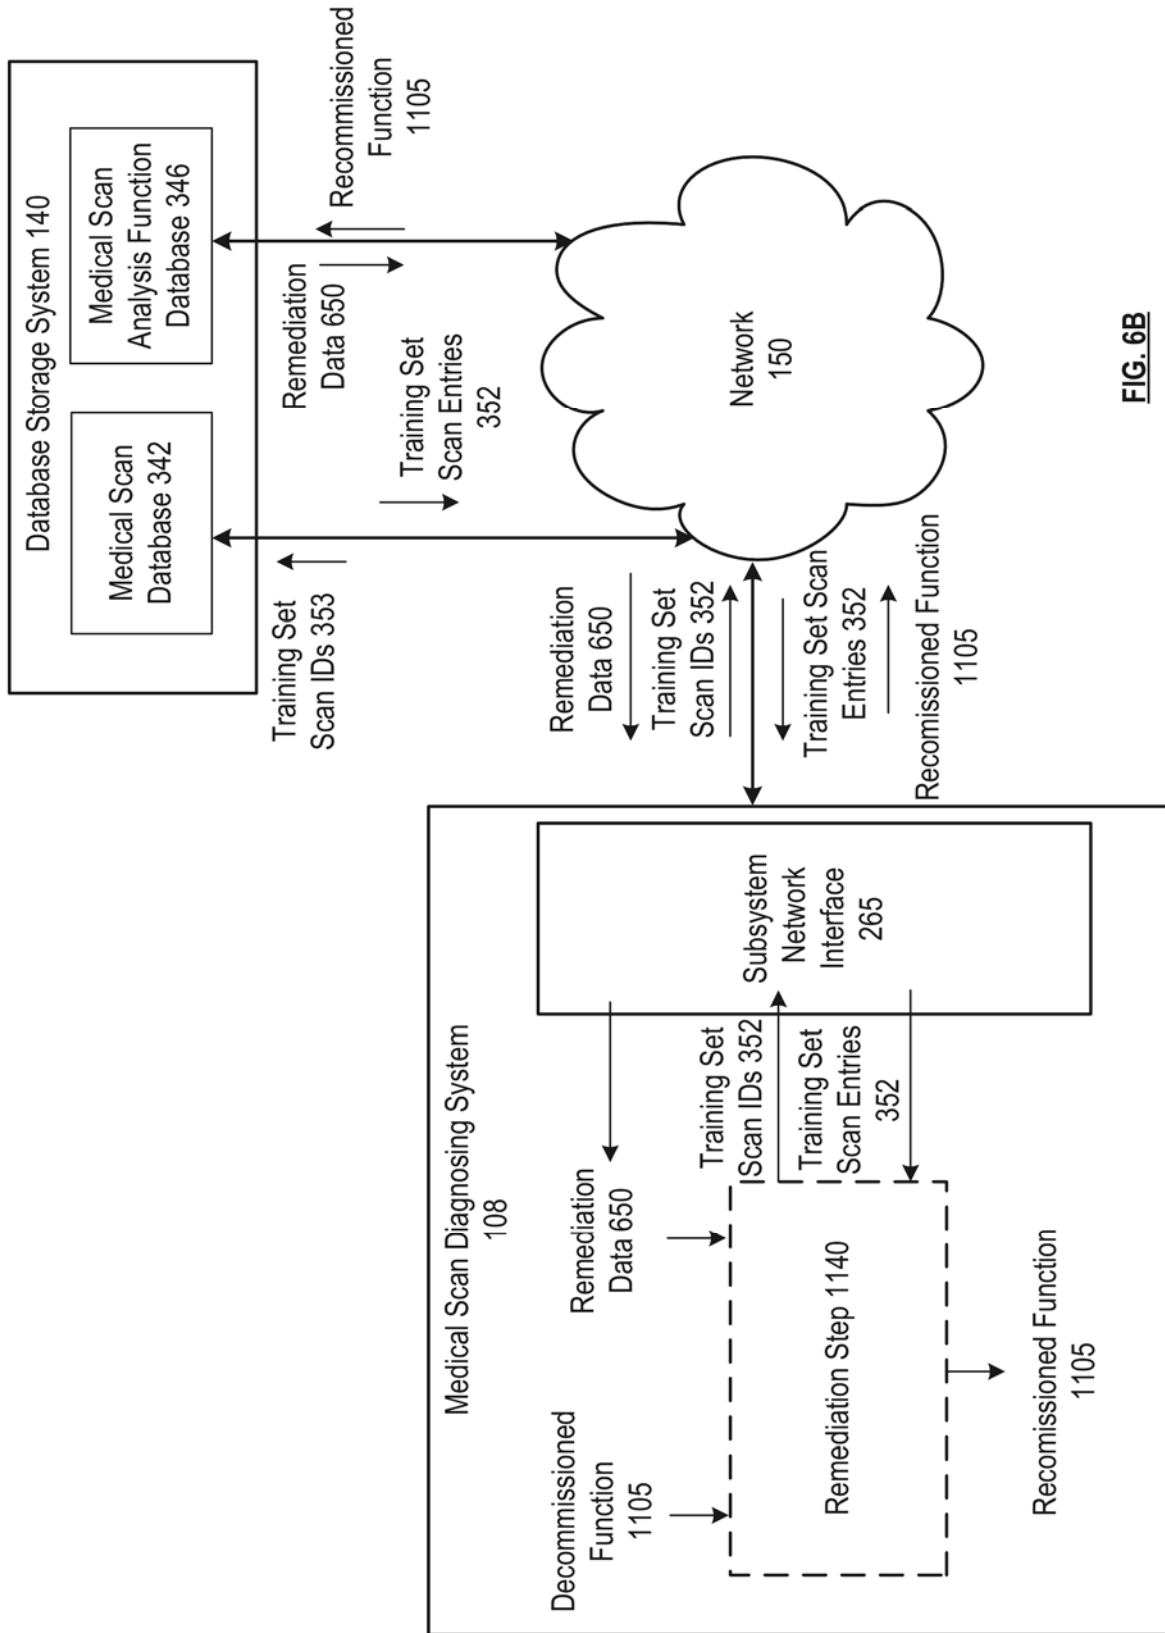 Database Storage System 140
Medical Scan
Database 342
Medical Scan
Analysis Function
Database 346
Training Set
Scan IDs 353
Training Set
Scan Entries
352
Remediation
Data 650
Recommissioned
Function
1105
Network
150
Remediation
Data 650
Training Set
Scan IDs 352
Training Set Scan
Entries 352
Recomissioned Function
1105
Medical Scan Diagnosing System
108
Subsystem
Network
Interface
265
Remediation
Data 650
Training Set
Scan IDs 352
Training Set
Scan Entries
352
Decommissioned
Function
1105
Remediation Step 1140
Recomissioned Function
1105
FIG. 6B